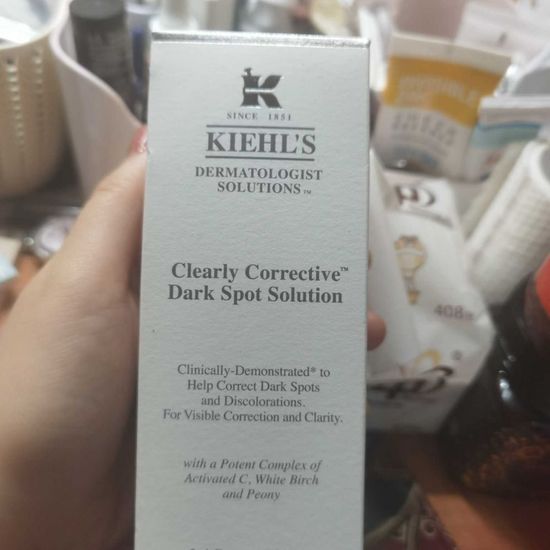 SINCE 1851
KIEHL'S
DERMATOLOGIST
SOLUTIONS™
Clearly Corrective™
Dark Spot Solution
Clinically-Demonstrated* to
Help Correct Dark Spots
and Discolorations.
For Visible Correction and Clarity.
with a Potent Complex of
Activated C, White Birch
and Peony
408